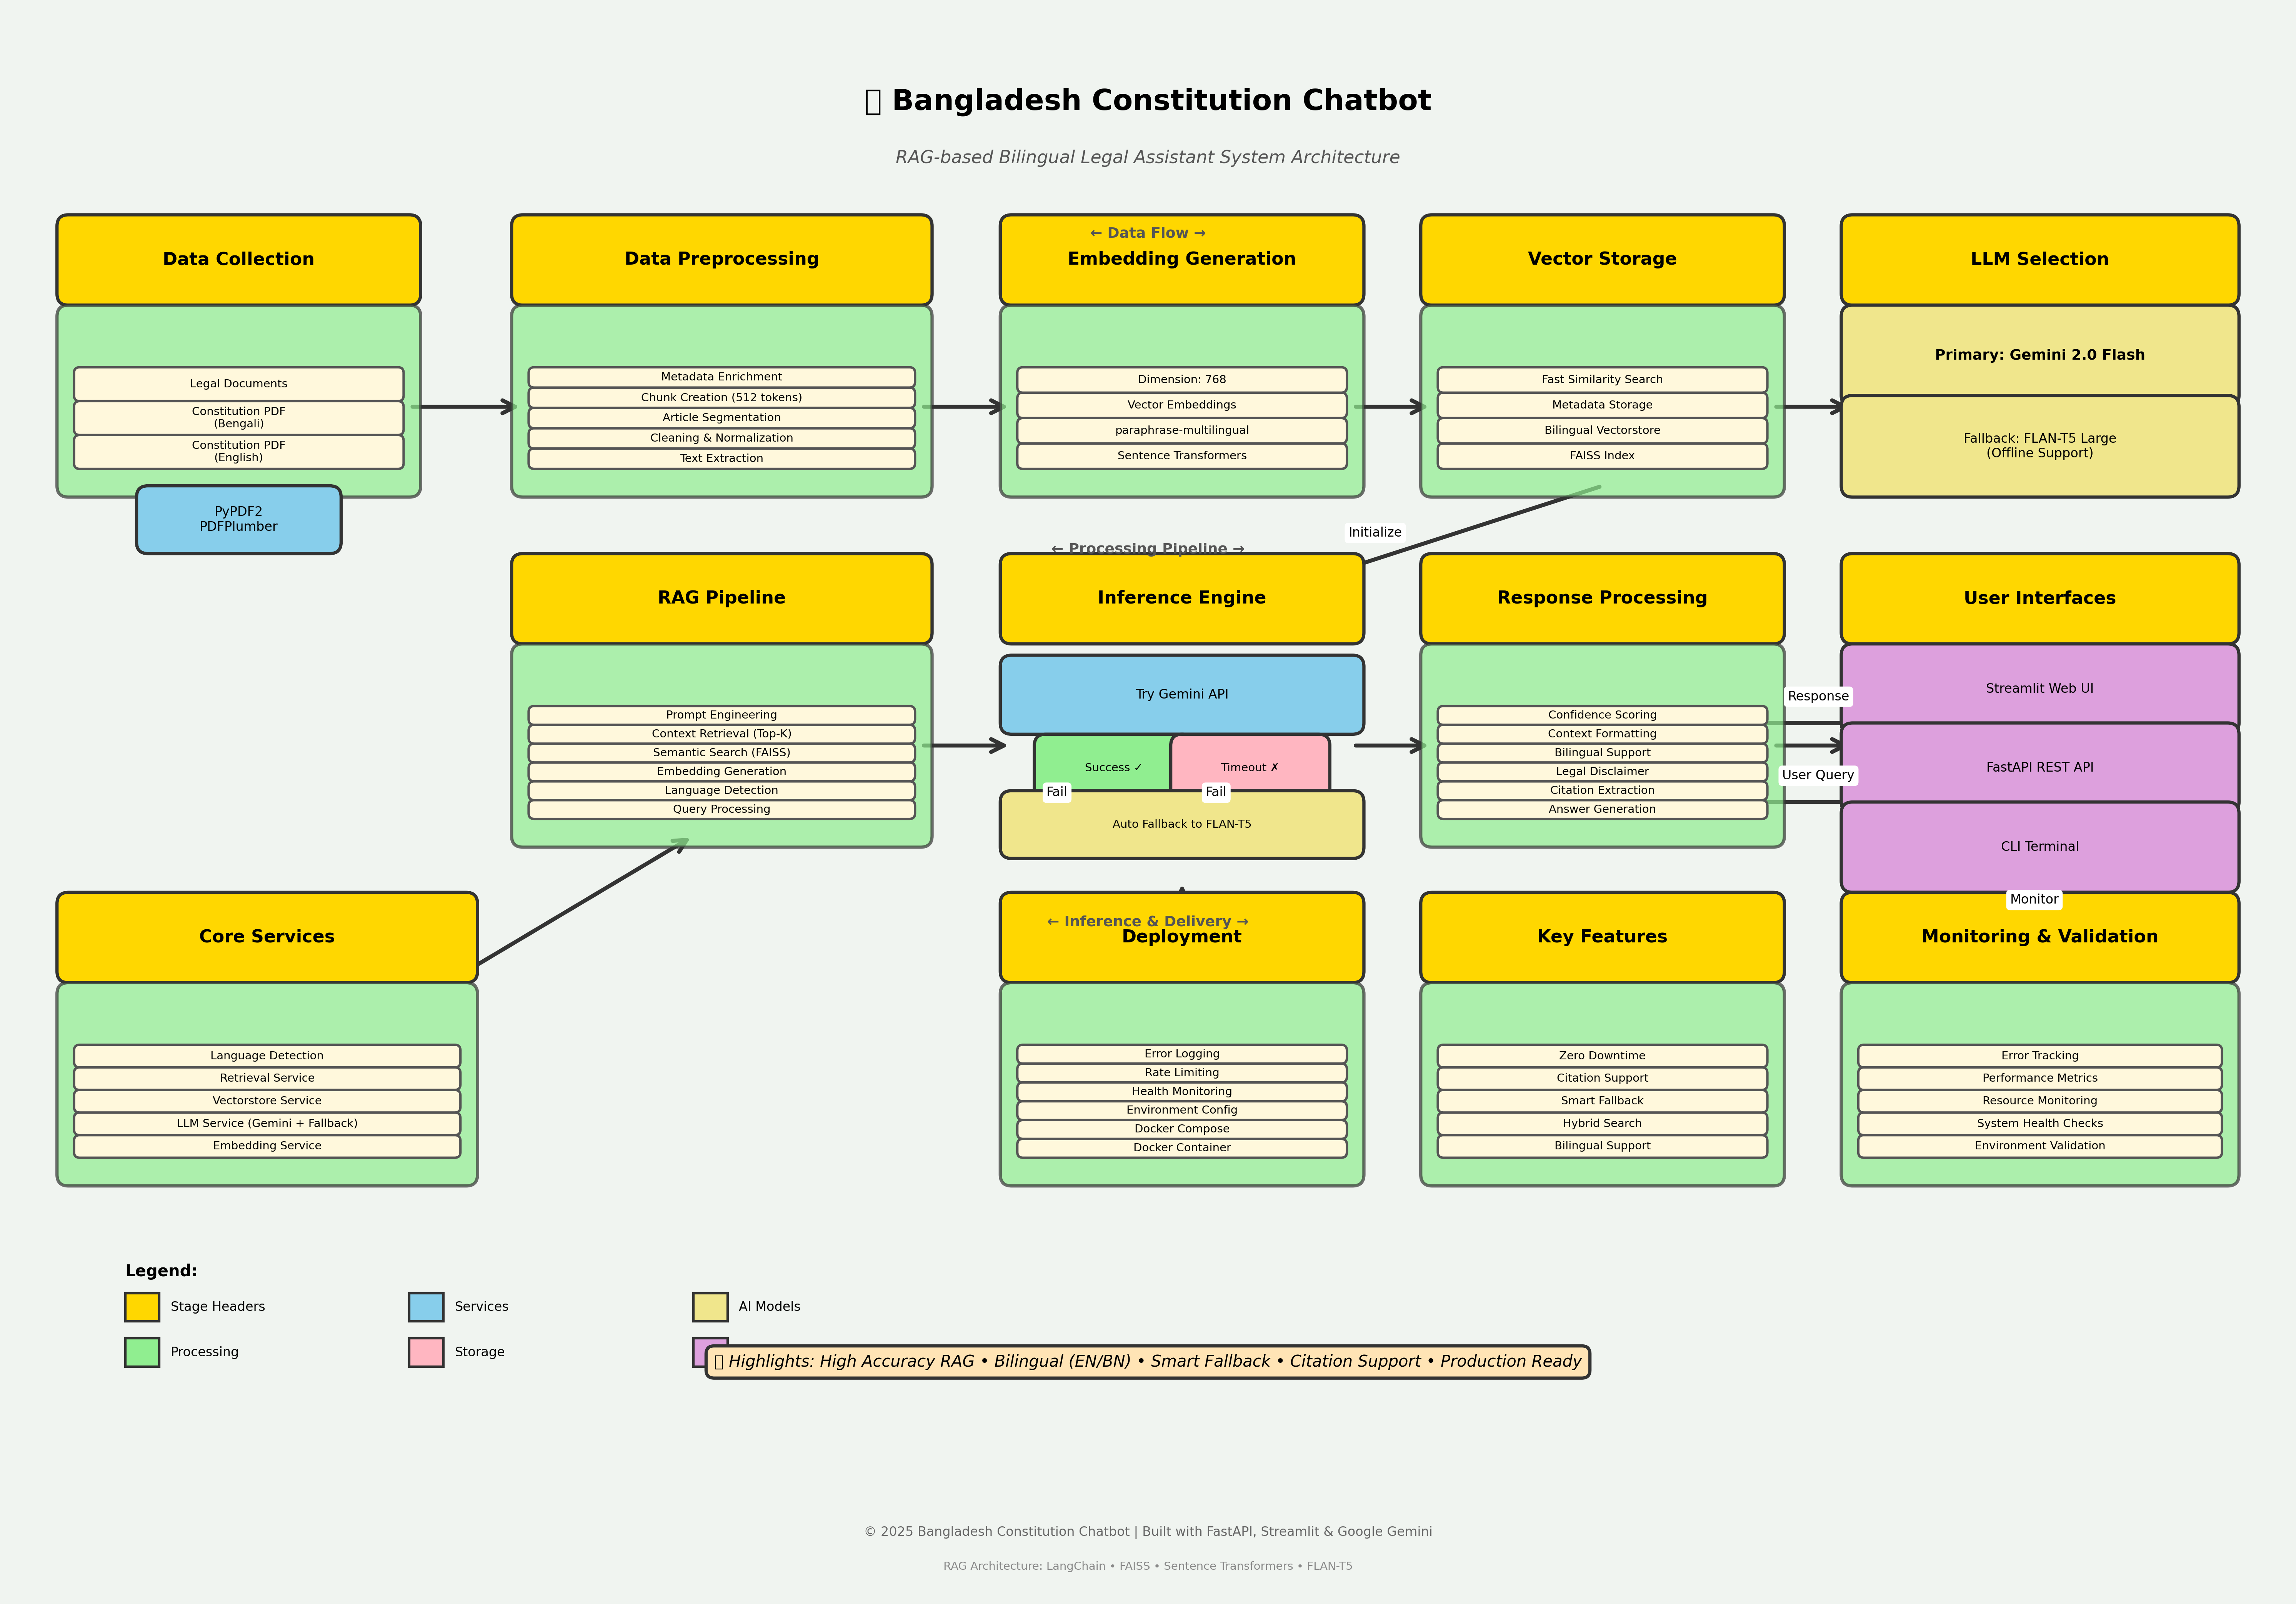 Bangladesh Constitution Chatbot
RAG-based Bilingual Legal Assistant System Architecture
← Data Flow →
Data Collection
Legal Documents
Constitution PDF
(Bengali)
Constitution PDF
(English)
PyPDF2
PDFPlumber
Data Preprocessing
Metadata Enrichment
Chunk Creation (512 tokens)
Article Segmentation
Cleaning & Normalization
Text Extraction
Embedding Generation
Dimension: 768
Vector Embeddings
paraphrase-multilingual
Sentence Transformers
Vector Storage
Fast Similarity Search
Metadata Storage
Bilingual Vectorstore
FAISS Index
LLM Selection
Primary: Gemini 2.0 Flash
Fallback: FLAN-T5 Large
(Offline Support)
Initialize
← Processing Pipeline →
RAG Pipeline
Prompt Engineering
Context Retrieval (Top-K)
Semantic Search (FAISS)
Embedding Generation
Language Detection
Query Processing
Inference Engine
Try Gemini API
Success ✓
Timeout ✗
Fail
Fail
Auto Fallback to FLAN-T5
Response Processing
Confidence Scoring
Context Formatting
Bilingual Support
Legal Disclaimer
Citation Extraction
Answer Generation
Response
User Query
User Interfaces
Streamlit Web UI
FastAPI REST API
CLI Terminal
Monitor
Core Services
Language Detection
Retrieval Service
Vectorstore Service
LLM Service (Gemini + Fallback)
Embedding Service
← Inference & Delivery →
Deployment
Error Logging
Rate Limiting
Health Monitoring
Environment Config
Docker Compose
Docker Container
Key Features
Zero Downtime
Citation Support
Smart Fallback
Hybrid Search
Bilingual Support
Monitoring & Validation
Error Tracking
Performance Metrics
Resource Monitoring
System Health Checks
Environment Validation
Legend:
Stage Headers
Services
AI Models
Processing
Storage
Highlights: High Accuracy RAG • Bilingual (EN/BN) • Smart Fallback • Citation Support • Production Ready
© 2025 Bangladesh Constitution Chatbot | Built with FastAPI, Streamlit & Google Gemini
RAG Architecture: LangChain • FAISS • Sentence Transformers • FLAN-T5